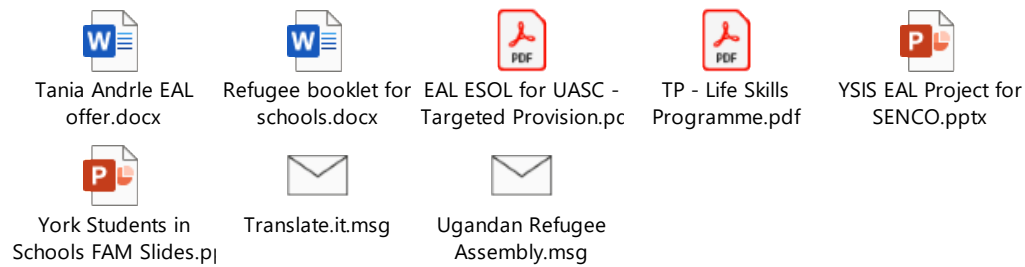 Tania Andrle EAL
offer.docx
Refugee booklet for
schools.docx
PDF
EAL ESOL for UASC -
Targeted Provision.pc
PDF
TP - Life Skills
Programme.pdf
YSIS EAL Project for
SENCO.pptx
York Students in
Schools FAM Slides.pp
Translate.it.msg
Ugandan Refugee
Assembly.msg